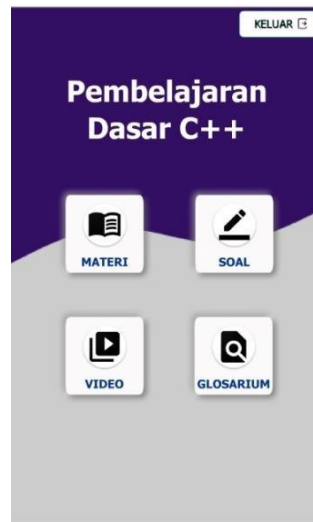 KELUAR
Pembelajaran
Dasar C++
MATERI
SOAL
VIDEO
GLOSARIUM